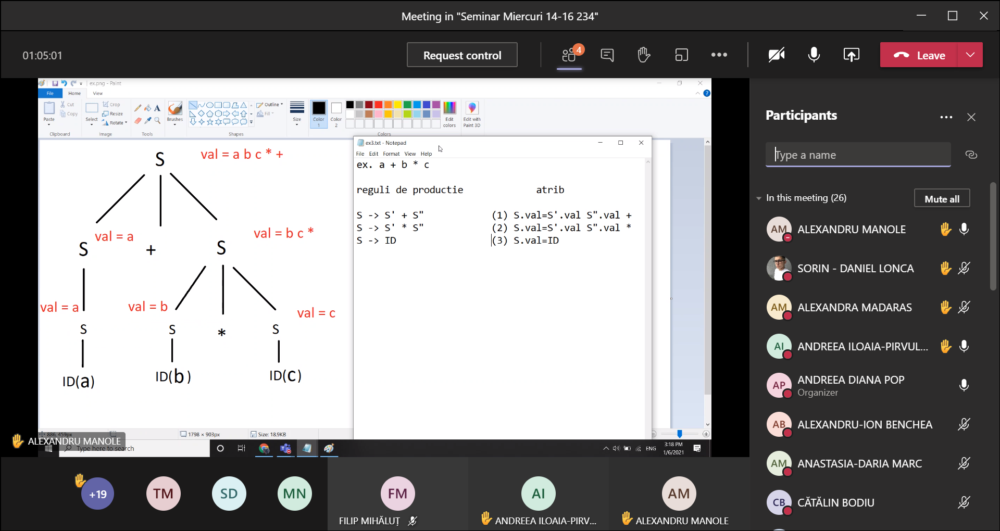 Meeting in "Seminar Miercuri 14-16 234"
01:05:01
Request control
4
Leave
ex.png - Paint
File Home View
Paste
Cut
Copy
Clipboard
Select
Crop
Resize
Rotate
Image
A
Tools
Brushes
Outline
Fill
Shapes
Size
Color 1
Color 2
Edit colors
Colors
Edit with Paint 3D
S val = a b c * +
val = a
val = b c *
S + S
val = a
val = b
val = c
S S * S
ID(a) ID(b) ID(c)
ex3.txt - Notepad
File Edit Format View Help
ex. a + b * c
reguli de productie atrib
S -> S' + S" (1) S.val=S'.val S".val +
S -> S' * S" (2) S.val=S'.val S".val *
S -> ID (3) S.val=ID
886, 459px
1798 × 903px
Size: 18.9KB
ALEXANDRU MANOLE
Type here to search
ENG
3:18 PM
1/6/2021
+19
TM
SD
MN
FM
FILIP MIHĂLUȚ
AI
ANDREEA ILOAIA-PIRV...
AM
ALEXANDRU MANOLE
Participants
Type a name
In this meeting (26)
Mute all
AM ALEXANDRU MANOLE
SORIN - DANIEL LONCA
AM ALEXANDRA MADARAS
AI ANDREEA ILOAIA-PIRVUL...
AP ANDREEA DIANA POP
Organizer
AB ALEXANDRU-ION BENCHEA
AM ANASTASIA-DARIA MARC
CB CĂTĂLIN BODIU